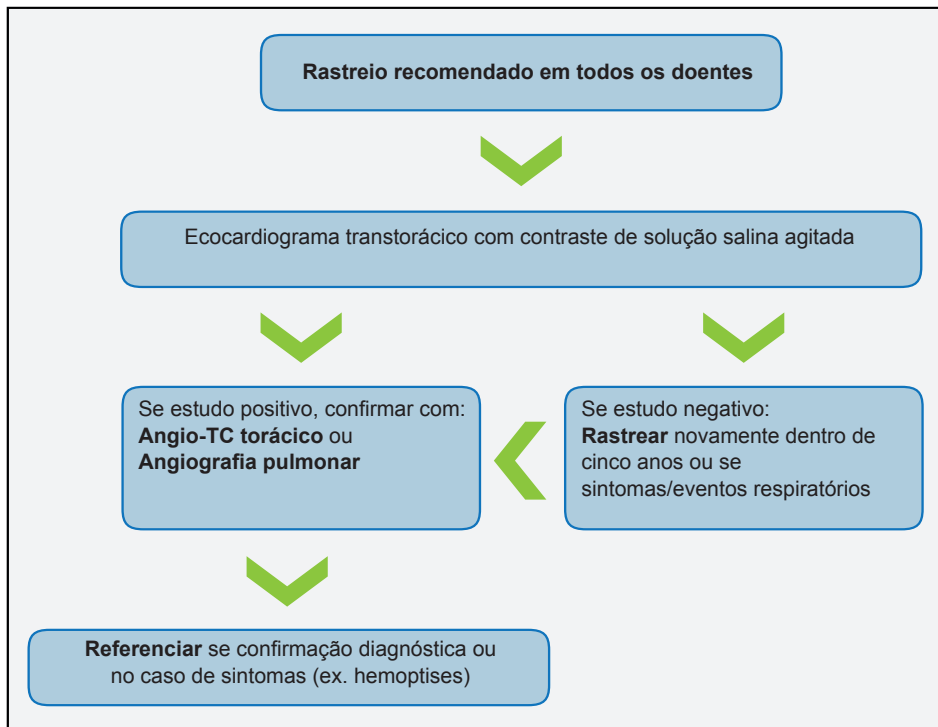 Rastreio recomendado em todos os doentes
Ecocardiograma transtorácico com contraste de solução salina agitada
Se estudo positivo, confirmar com:
Angio-TC torácico ou
Angiografia pulmonar
Se estudo negativo:
Rastrear novamente dentro de
cinco anos ou se
sintomas/eventos respiratórios
Referenciar se confirmação diagnóstica ou
no caso de sintomas (ex. hemoptises)